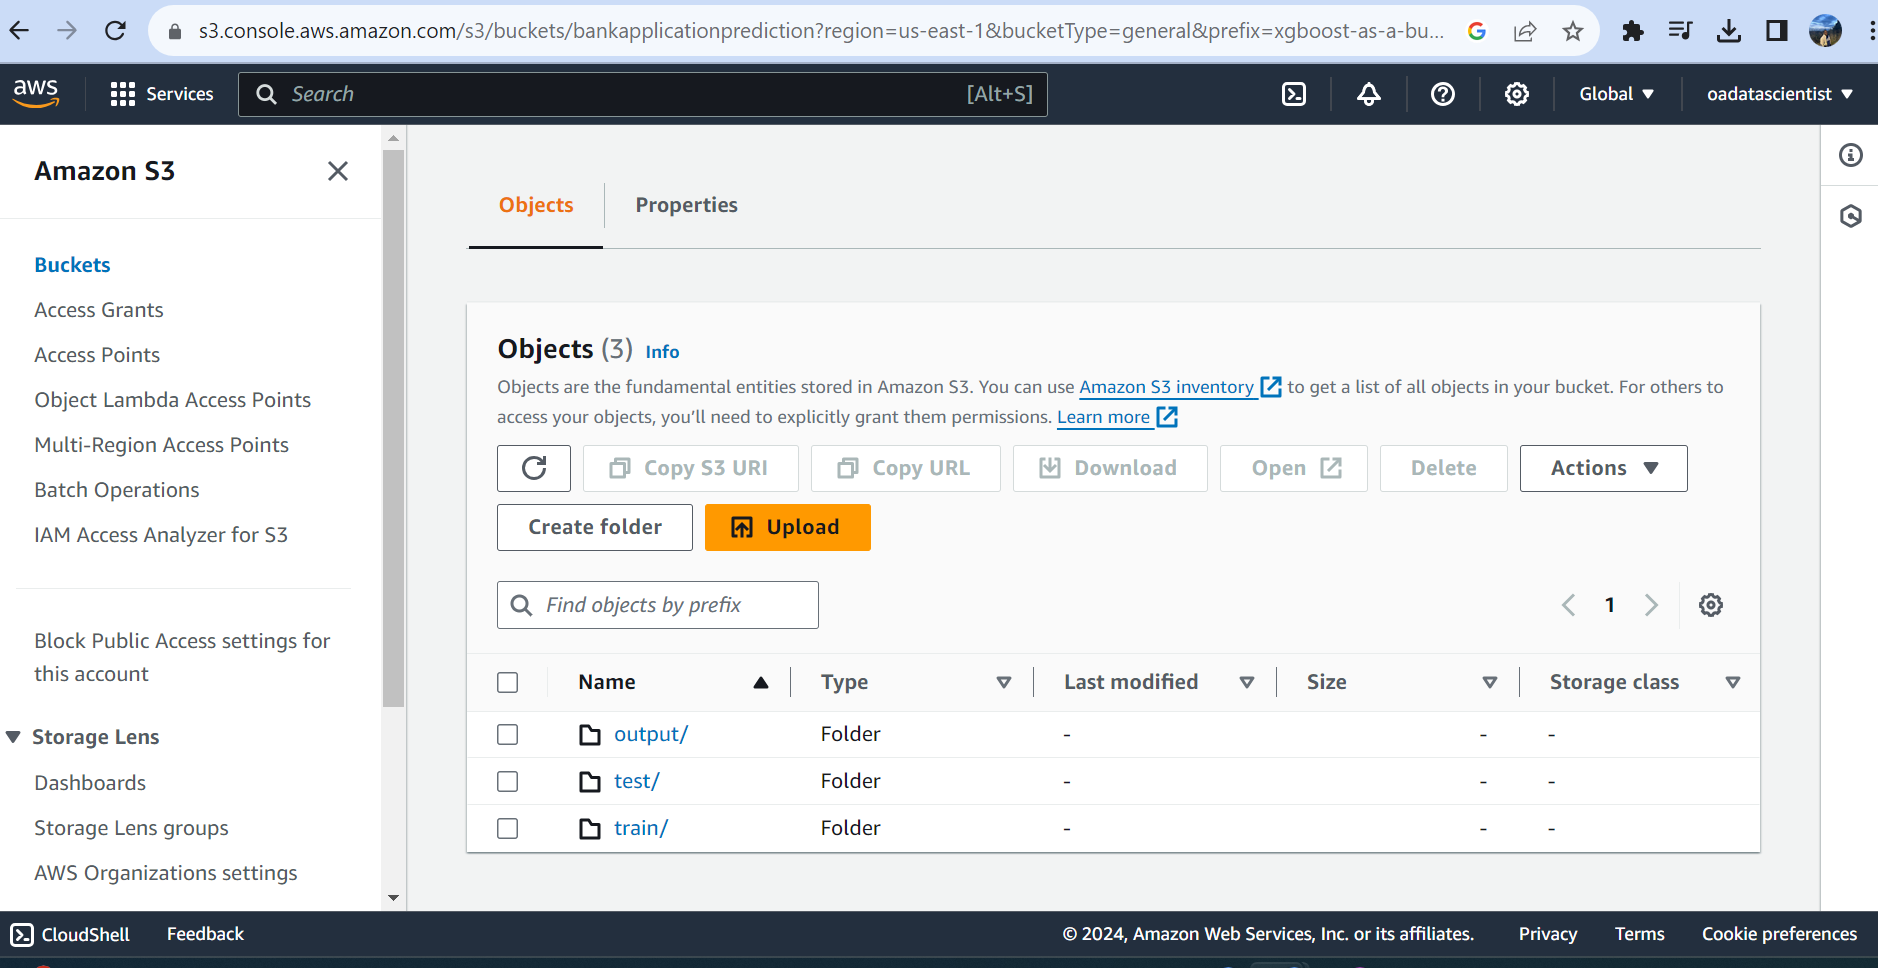 s3.console.aws.amazon.com/s3/buckets/bankapplicationprediction?region=us-east-1&bucketType=general&prefix=xgboost-as-a-bu...
aws
Services
Search
[Alt+S]
Global
oadatascientist
Amazon S3
Buckets
Access Grants
Access Points
Object Lambda Access Points
Multi-Region Access Points
Batch Operations
IAM Access Analyzer for S3
Block Public Access settings for
this account
Storage Lens
Dashboards
Storage Lens groups
AWS Organizations settings
Objects
Properties
Objects (3) Info
Objects are the fundamental entities stored in Amazon S3. You can use Amazon S3 inventory to get a list of all objects in your bucket. For others to
access your objects, you'll need to explicitly grant them permissions. Learn more
Copy S3 URI
Copy URL
Download
Open
Delete
Actions
Create folder
Upload
Find objects by prefix
1
Name Type Last modified Size Storage class
output/ Folder - - -
test/ Folder - - -
train/ Folder - - -
CloudShell
Feedback
© 2024, Amazon Web Services, Inc. or its affiliates.
Privacy
Terms
Cookie preferences